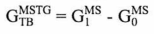 G_TB^MSTG = G_1^MS - G_0^MS